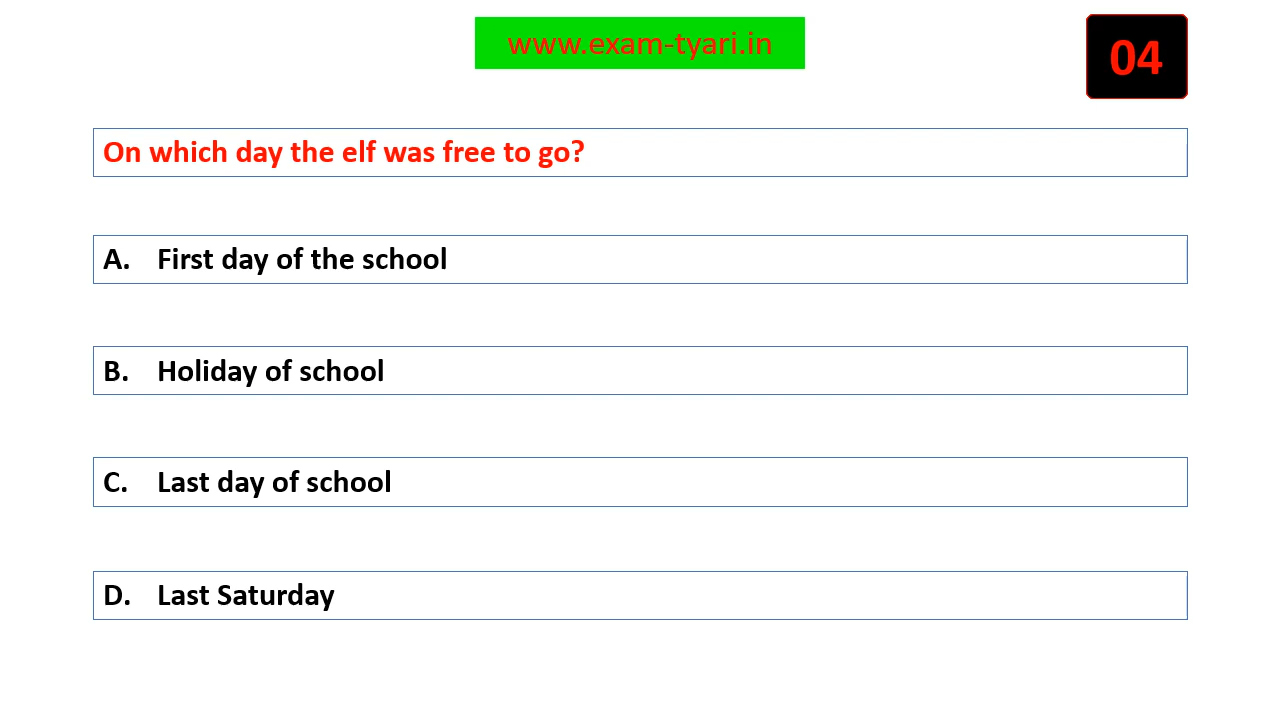 www.exam-tyari.in
04
On which day the elf was free to go?
A. First day of the school
B. Holiday of school
C. Last day of school
D. Last Saturday